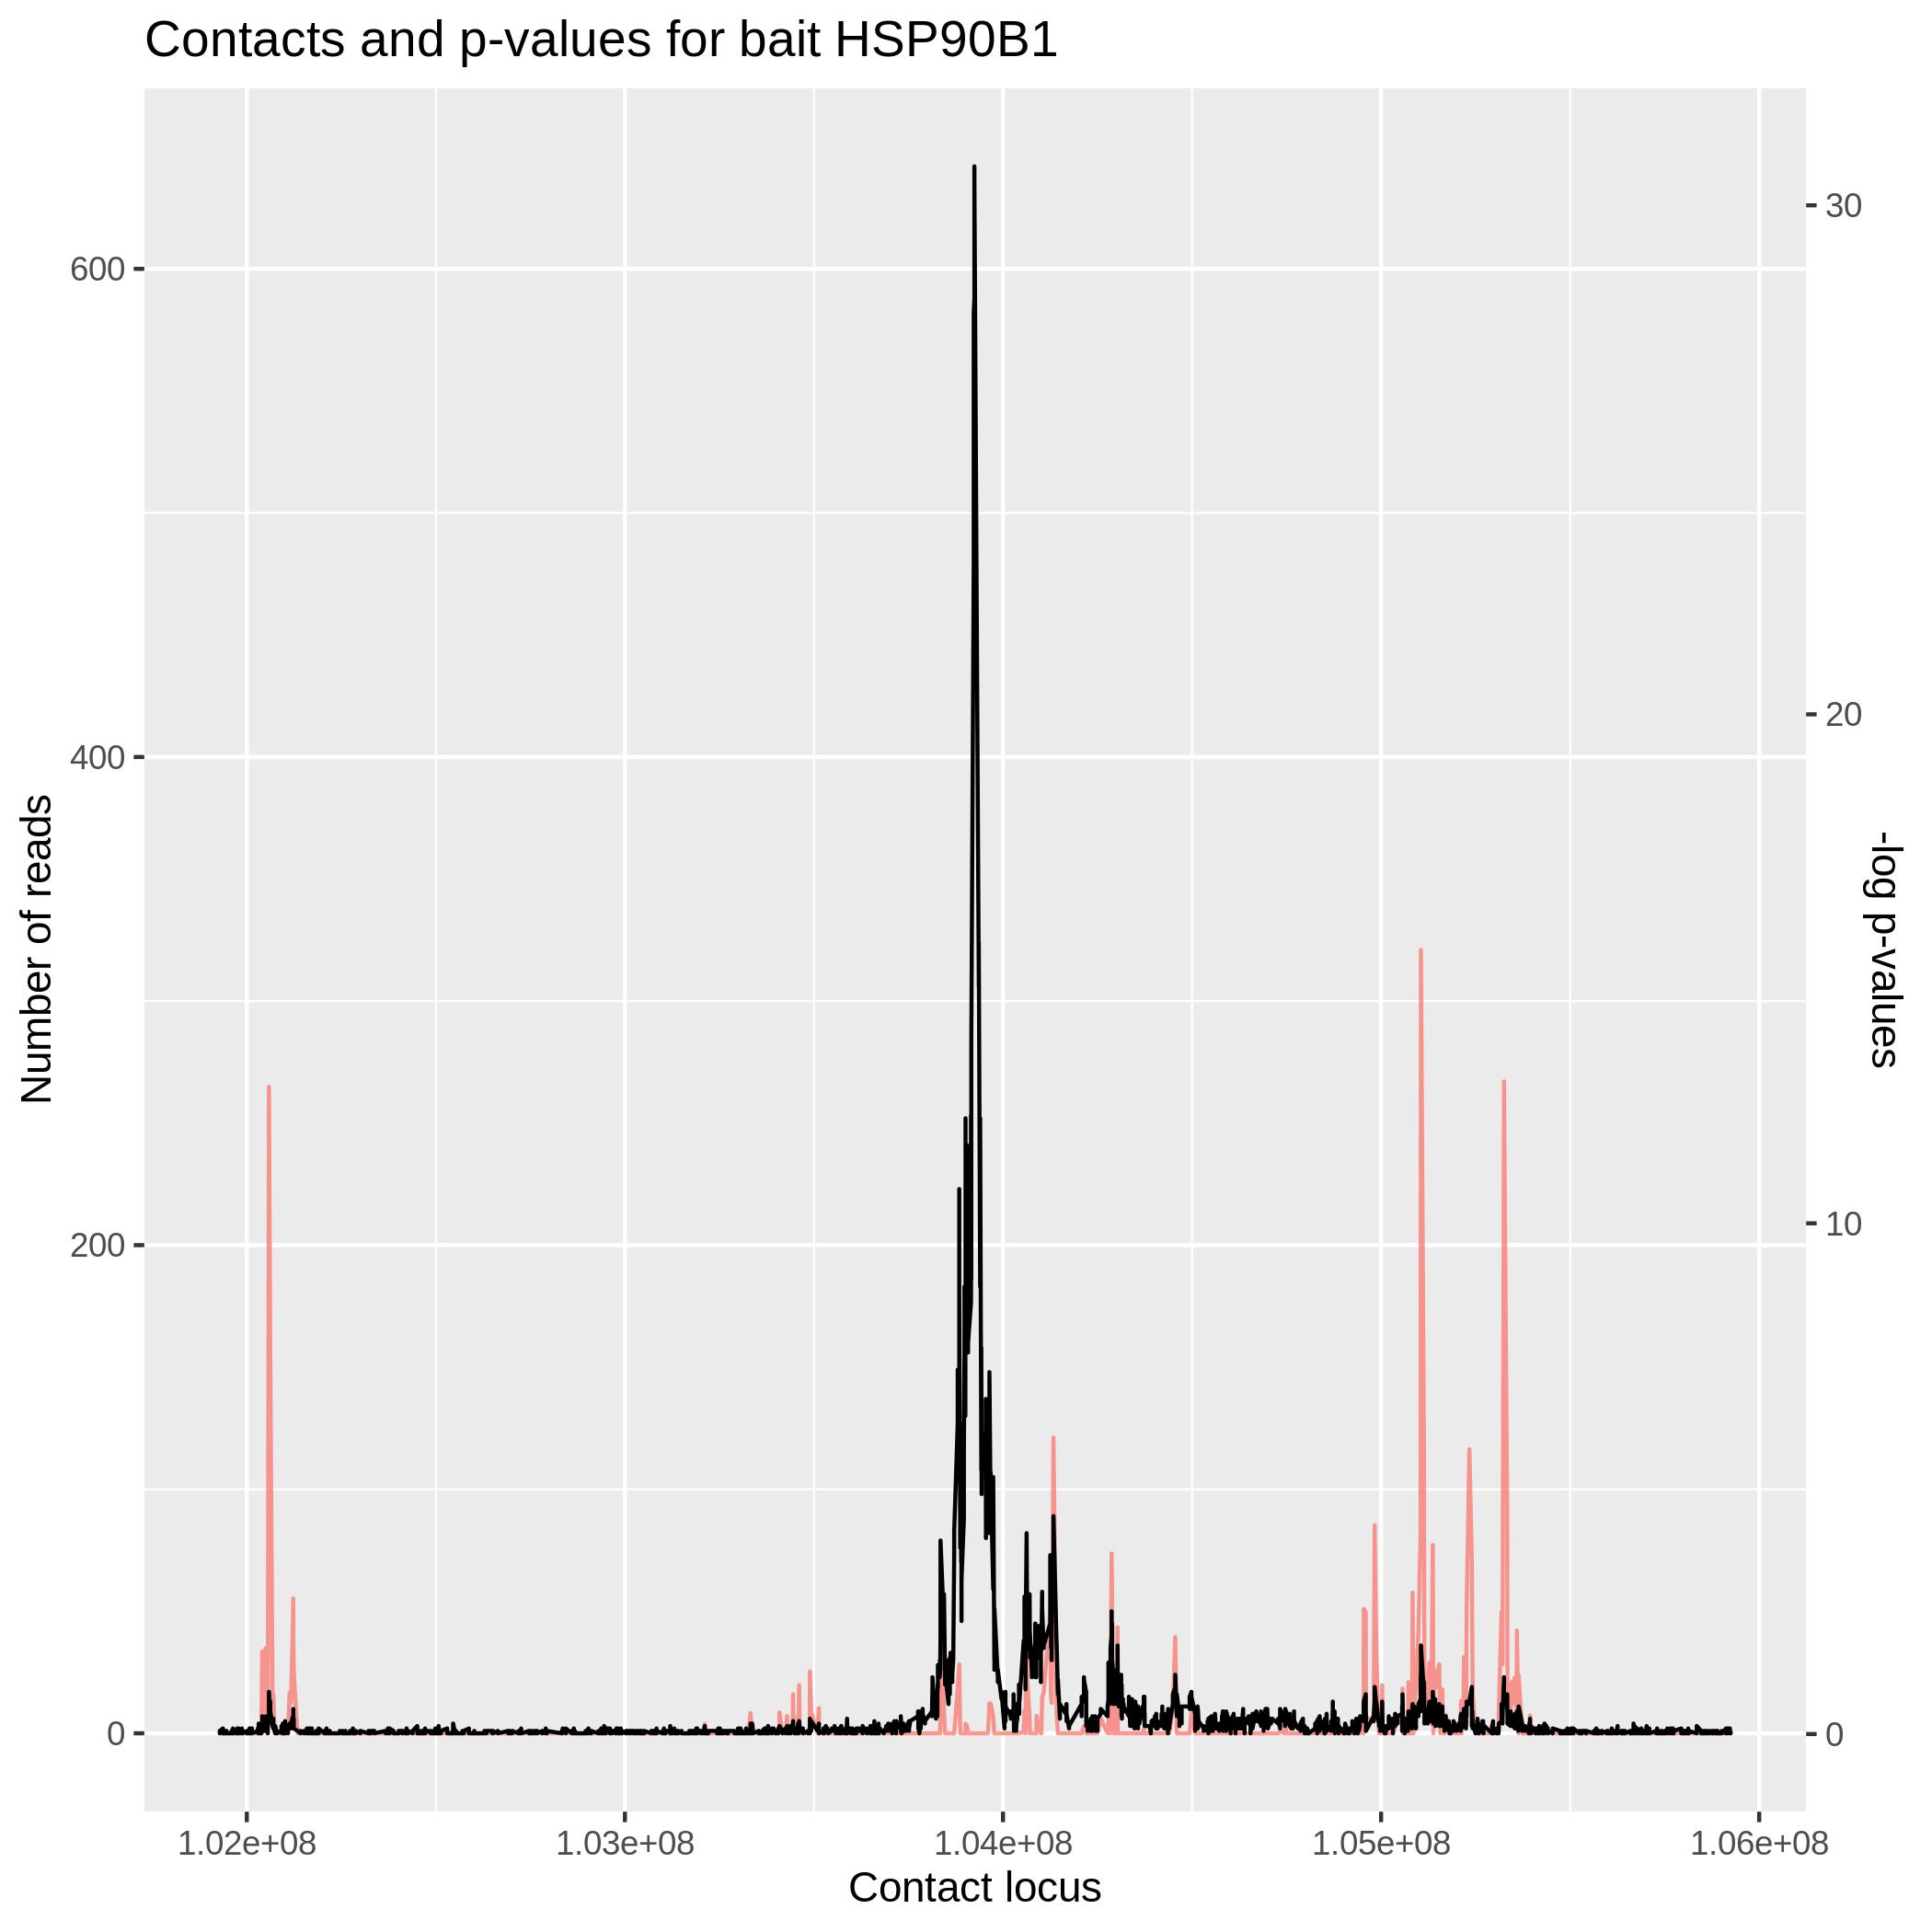 Contacts and p-values for bait HSP90B1
600
400
200
0
30
20
10
0
Number of reads
-log p-values
1.02e+08
1.03e+08
1.04e+08
1.05e+08
1.06e+08
Contact locus